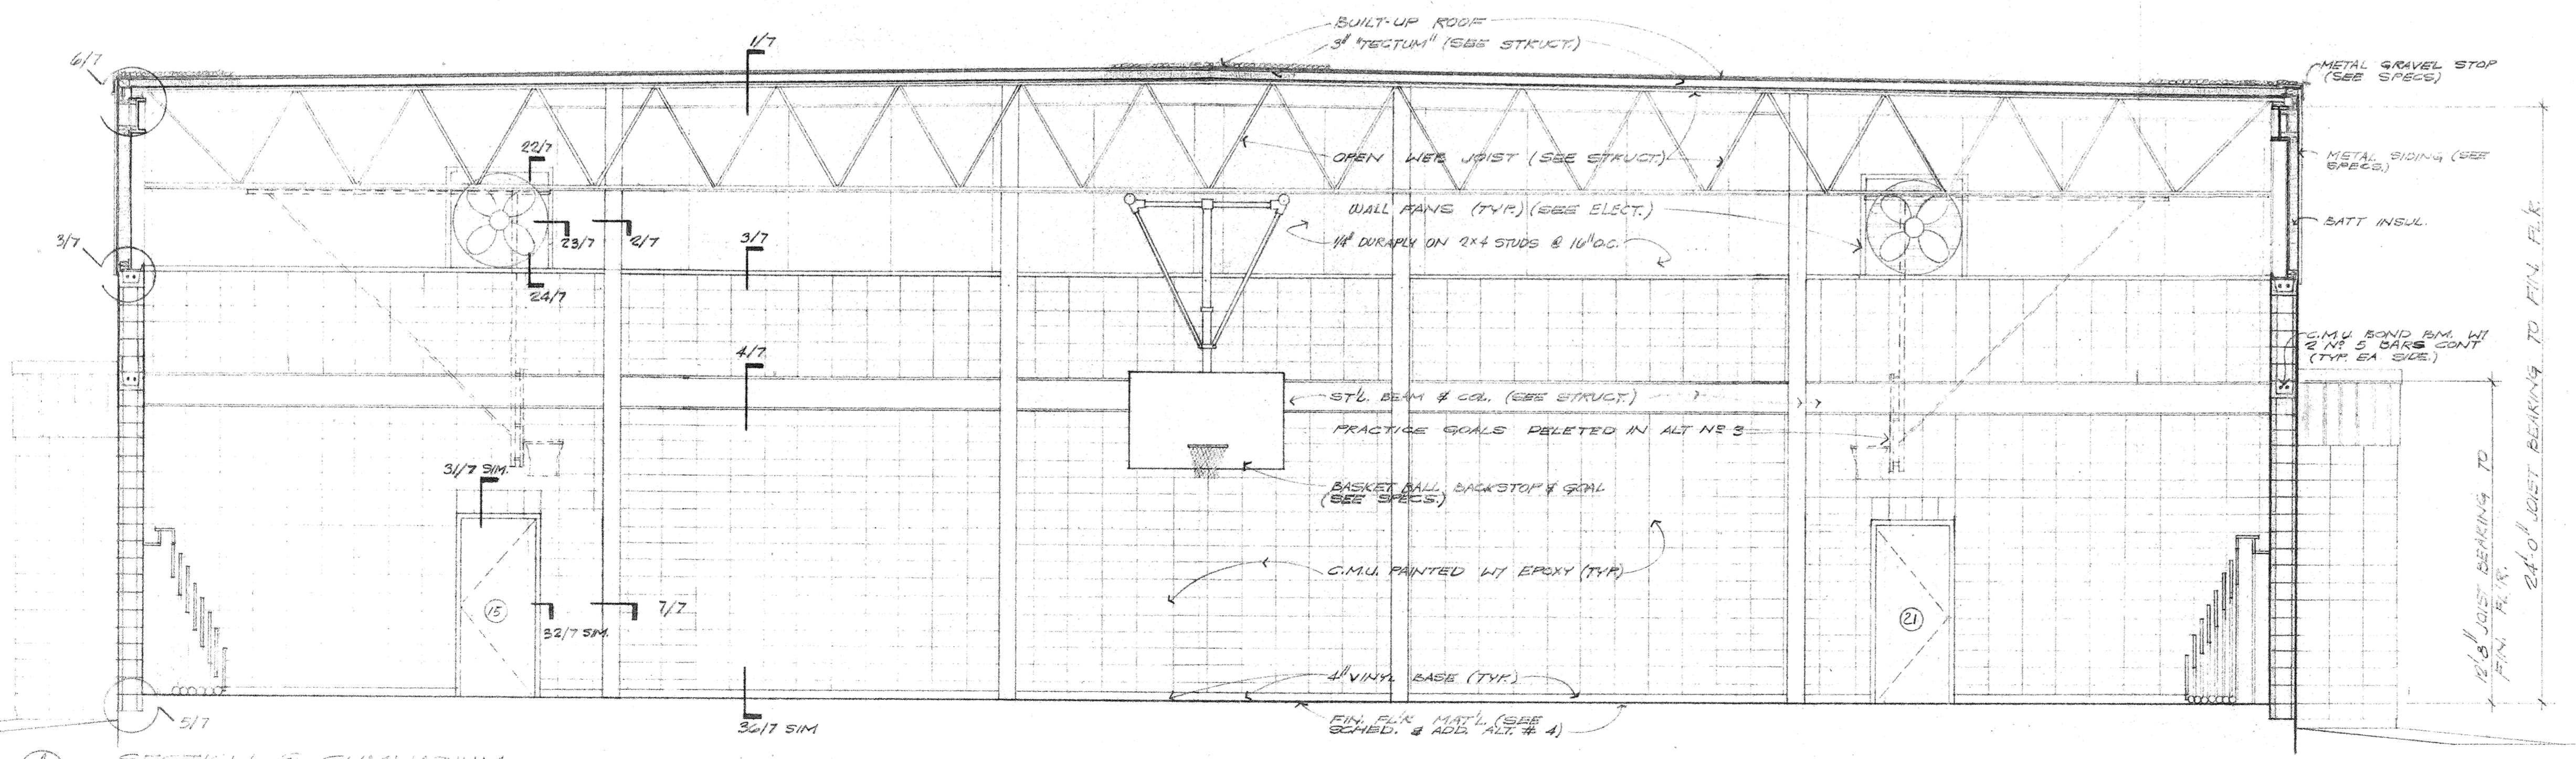 BUILT-UP ROOF
3" "TECTUM" (SEE STRUCT.)
1/7
6/7
METAL GRAVEL STOP
(SEE SPECS)
22/7
OPEN WEB JOIST (SEE STRUCT.)
METAL SIDING (SEE
SPECS.)
WALL FANS (TYP.) (SEE ELECT.)
BATT INSUL.
3/7
23/7
2/7
3/7
1/4" DURAPLY ON 2x4 STUDS @ 16" O.C.
24/7
C.M.U. BOND BM. W/
2 Nº 5 BARS CONT
(TYP. EA. SIDE.)
4/7
ST'L. BEAM & COL. (SEE STRUCT.)
PRACTICE GOALS DELETED IN ALT Nº 3
31/7 SIM.
BASKET BALL BACKSTOP & GOAL
(SEE SPECS.)
C.M.U. PAINTED W/ EPOXY (TYP.)
15
32/7 SIM.
7/7
21
4" VINYL BASE (TYP.)
5/7
36/7 SIM
FIN. FL'R MAT'L (SEE
SCHED. & ADD. ALT. # 4)
12'-8" JOIST BEARING TO
FIN. FL'R.
24'-0" JOIST BEARING TO FIN. FL'R.